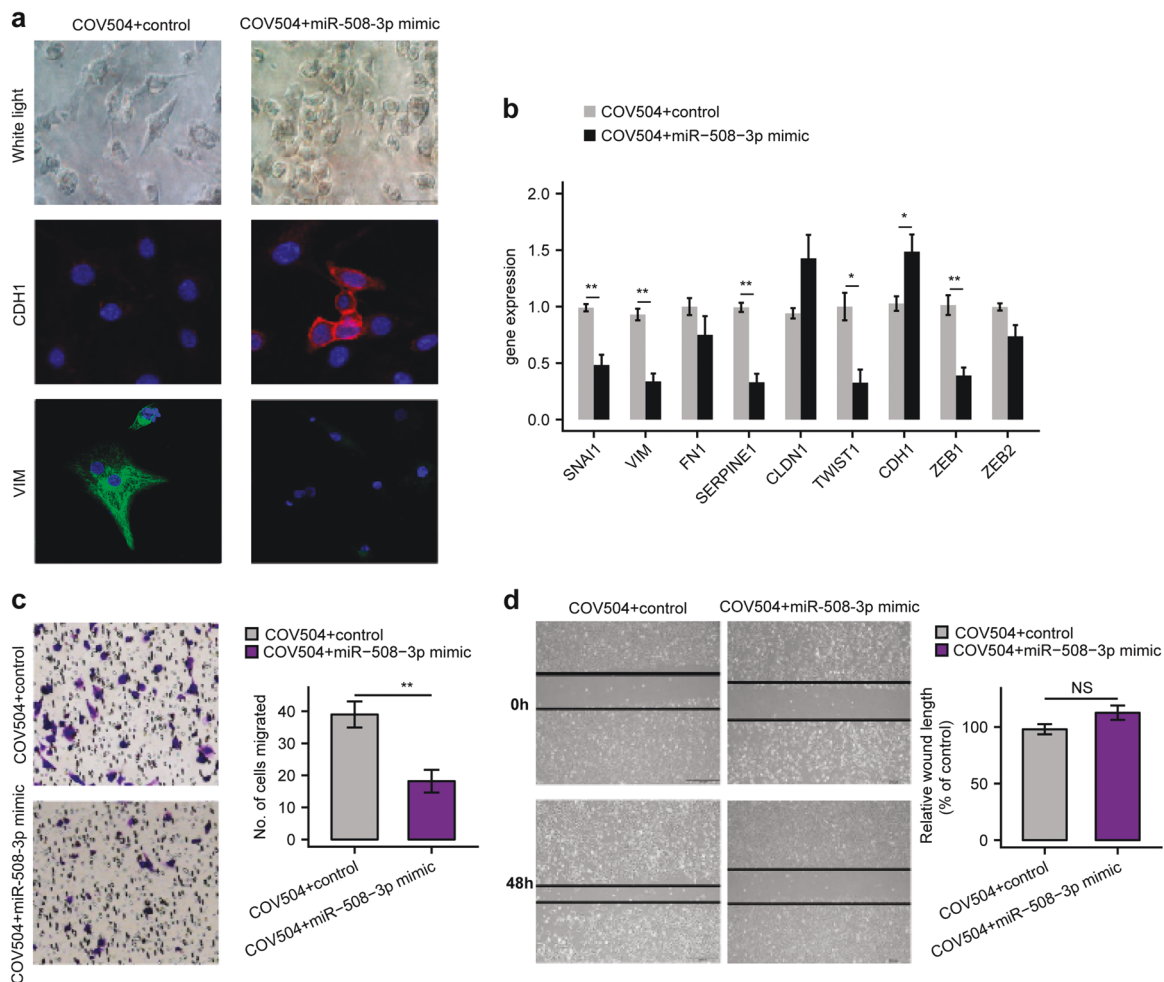 a
COV504+control
COV504+miR-508-3p mimic
White light
CDH1
VIM
b
COV504+control
COV504+miR−508−3p mimic
gene expression
2.0
1.5
1.0
0.5
0.0
**
**
**
*
*
**
SNAI1
VIM
FN1
SERPINE1
CLDN1
TWIST1
CDH1
ZEB1
ZEB2
c
COV504+control
COV504+miR-508-3p mimic
COV504+control
COV504+miR−508−3p mimic
No. of cells migrated
40
30
20
10
0
**
COV504+control
COV504+miR−508−3p mimic
d
COV504+control
COV504+miR-508-3p mimic
0h
48h
COV504+control
COV504+miR−508−3p mimic
Relative wound length
(% of control)
100
50
0
NS
COV504+control
COV504+miR−508−3p mimic